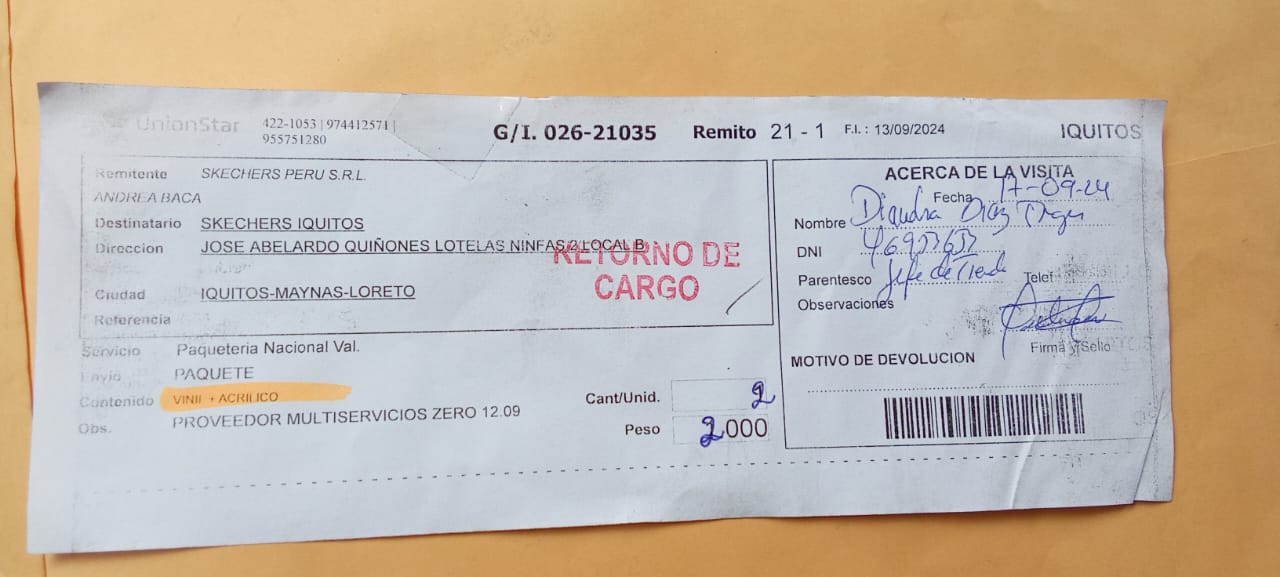 UnionStar 422-1053 | 974412571 |
955751280
G/I. 026-21035 Remito 21 - 1 F.I. : 13/09/2024 IQUITOS
Remitente SKECHERS PERU S.R.L.
ANDREA BACA
Destinatario SKECHERS IQUITOS
Direccion JOSE ABELARDO QUIÑONES LOTELAS NINFAS/2 LOCAL B
Ciudad IQUITOS-MAYNAS-LORETO
Referencia
RETORNO DE
CARGO
Servicio Paqueteria Nacional Val.
Envio PAQUETE
Contenido VINIL + ACRILICO
Obs. PROVEEDOR MULTISERVICIOS ZERO 12.09
Cant/Unid. 2
Peso 2.000
ACERCA DE LA VISITA
Fecha 17-09-24
Nombre Diandra Diaz
DNI
Parentesco Jefe de Tienda Telef
Observaciones
Firma y Sello
MOTIVO DE DEVOLUCION